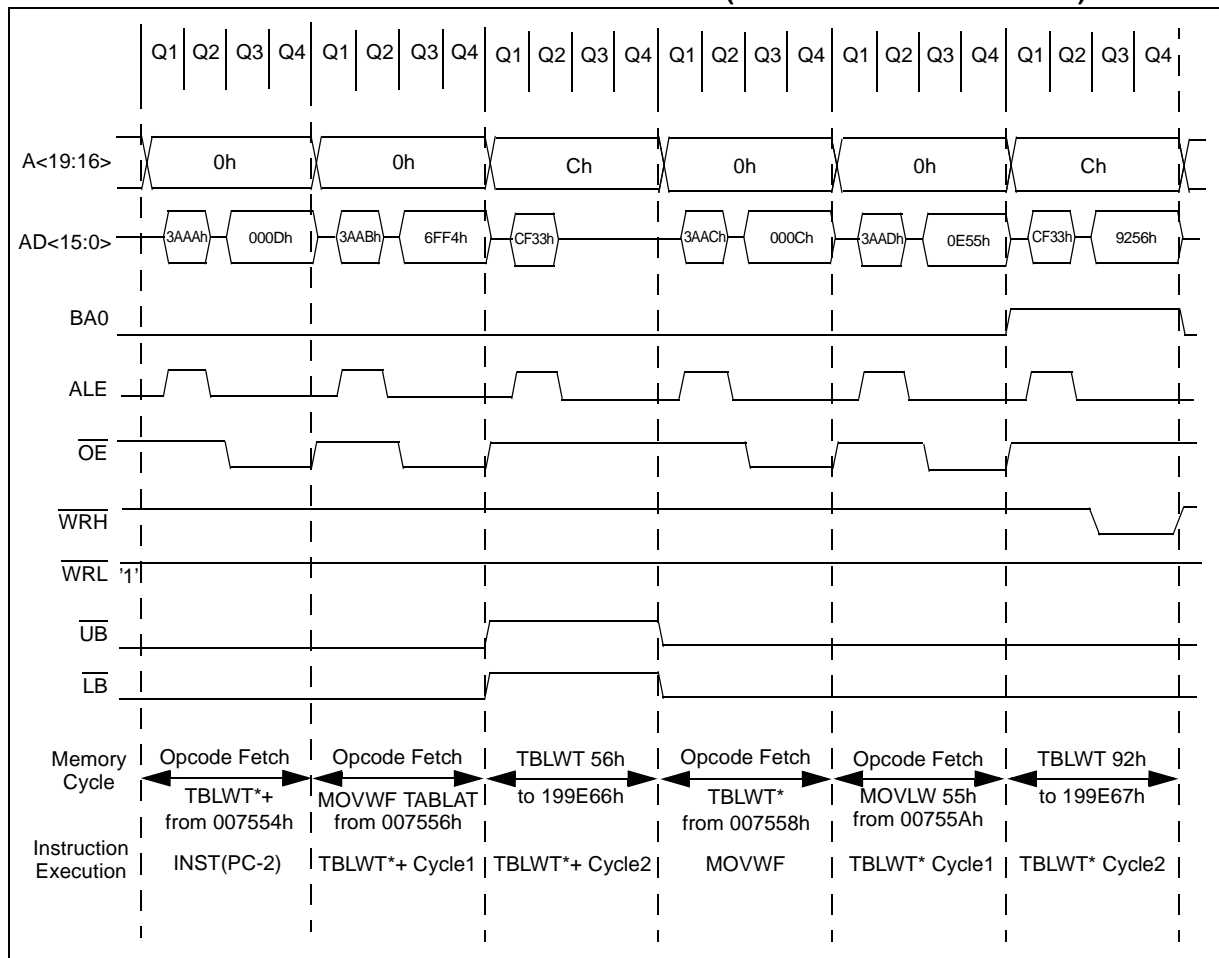 Q1 Q2 Q3 Q4 Q1 Q2 Q3 Q4 Q1 Q2 Q3 Q4 Q1 Q2 Q3 Q4 Q1 Q2 Q3 Q4 Q1 Q2 Q3 Q4
A<19:16> 0h 0h Ch 0h 0h Ch
AD<15:0> 3AAAh 000Dh 3AABh 6FF4h CF33h 3AACh 000Ch 3AADh 0E55h CF33h 9256h
BA0
ALE
OE
WRH
WRL '1'
UB
LB
Memory Cycle
Opcode Fetch
TBLWT*+
from 007554h
Opcode Fetch
MOVWF TABLAT
from 007556h
TBLWT 56h
to 199E66h
Opcode Fetch
TBLWT*
from 007558h
Opcode Fetch
MOVLW 55h
from 00755Ah
TBLWT 92h
to 199E67h
Instruction Execution
INST(PC-2) TBLWT*+ Cycle1 TBLWT*+ Cycle2 MOVWF TBLWT* Cycle1 TBLWT* Cycle2